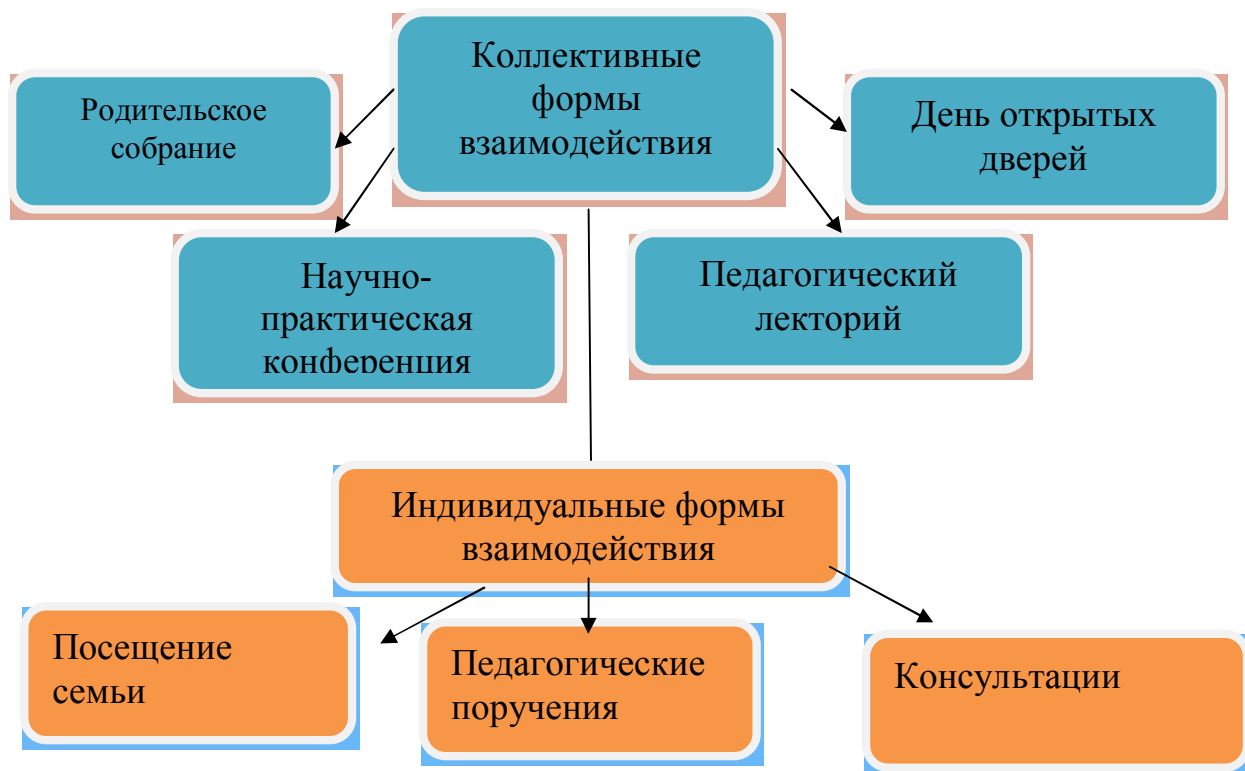 Коллективные
формы
взаимодействия
Родительское
собрание
День открытых
дверей
Научно-
практическая
конференция
Педагогический
лекторий
Индивидуальные формы
взаимодействия
Посещение
семьи
Педагогические
поручения
Консультации